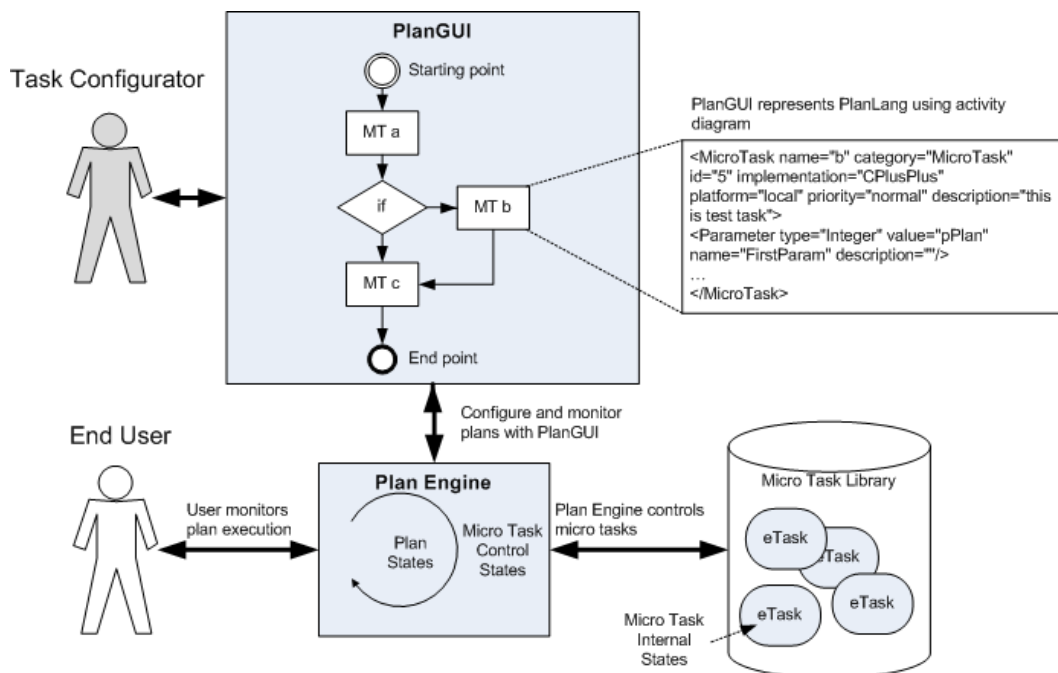 PlanGUI
Starting point
Task Configurator
MT a
if
MT b
MT c
End point
PlanGUI represents PlanLang using activity
diagram
<MicroTask name="b" category="MicroTask"
id="5" implementation="CPlusPlus"
platform="local" priority="normal" description="this
is test task">
<Parameter type="Integer" value="pPlan"
name="FirstParam" description=""/>
…
</MicroTask>
Configure and monitor
plans with PlanGUI
End User
User monitors
plan execution
Plan Engine
Plan
States
Micro Task
Control
States
Plan Engine controls
micro tasks
Micro Task Library
eTask
eTask
eTask
eTask
Micro Task
Internal
States